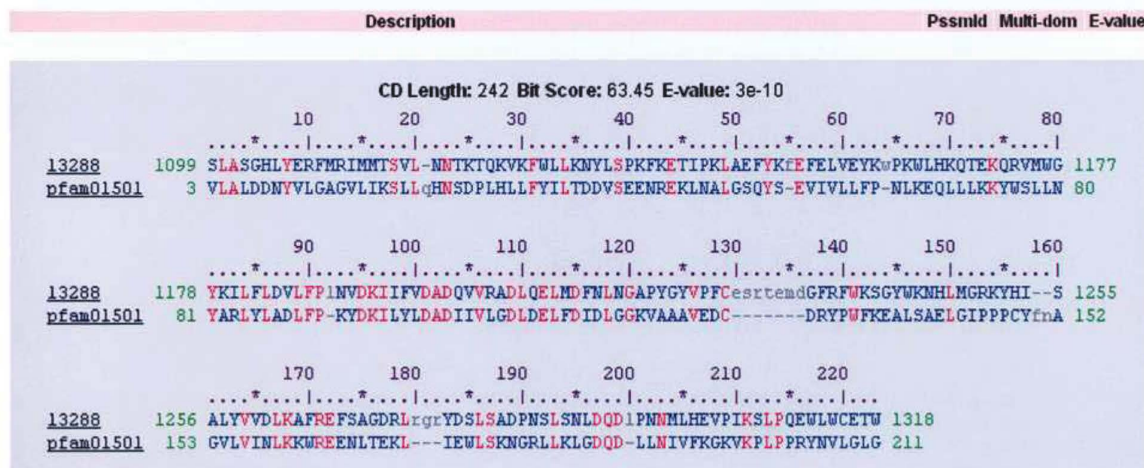 Description PssmId Multi-dom E-value
CD Length: 242 Bit Score: 63.45 E-value: 3e-10
10 20 30 40 50 60 70 80
....*....|....*....|....*....|....*....|....*....|....*....|....*....|....*....|
13288 1099 SLASGHLYERFMRIMMTSVL-NNTKTQKVKFWLLKNYLSPKFKETIPKLAEFYKfEFELVEYKwPKWLHKQTEKQRVMWG 1177
pfam01501 3 VLALDDNYVLGAGVLIKSLLqHNSDPLHLLFYILTDDVSEENREKLNALGSQYS-EVIVLLFP-NLKEQLLLKKYWSLLN 80
90 100 110 120 130 140 150 160
....*....|....*....|....*....|....*....|....*....|....*....|....*....|....*....|
13288 1178 YKILFLDVLFPlNVDKIIFVDADQVVRADLQELMDFNLNGAPYGYVPFCesrtemdGFRFWKSGYWKNHLMGRKYHI--S 1255
pfam01501 81 YARLYLADLFP-KYDKILYLDADIIVLGDLDELFDIDLGGKVAAAVEDC-------DRYPWFKEALSAELGIPPPCYfnA 152
170 180 190 200 210 220
....*....|....*....|....*....|....*....|....*....|....*....|...
13288 1256 ALYVVDLKAFREFSAGDRLrgrYDSLSADPNSLSNLDQDlPNNMLHEVPIKSLPQEWLWCETW 1318
pfam01501 153 GVLVINLKKWREENLTEKL---IEWLSKNGRLLKLGDQD-LLNIVFKGKVKPLPPRYNVLGLG 211